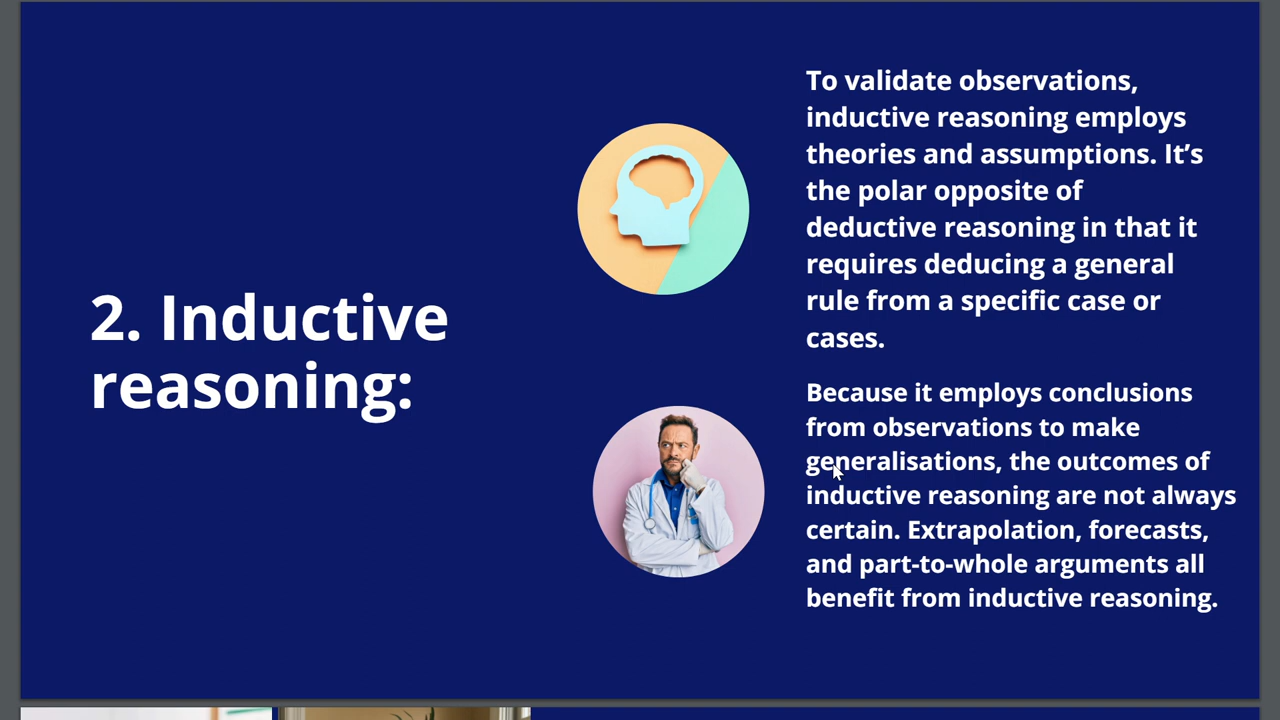 2. Inductive
reasoning:
To validate observations,
inductive reasoning employs
theories and assumptions. It’s
the polar opposite of
deductive reasoning in that it
requires deducing a general
rule from a specific case or
cases.
Because it employs conclusions
from observations to make
generalisations, the outcomes of
inductive reasoning are not always
certain. Extrapolation, forecasts,
and part-to-whole arguments all
benefit from inductive reasoning.